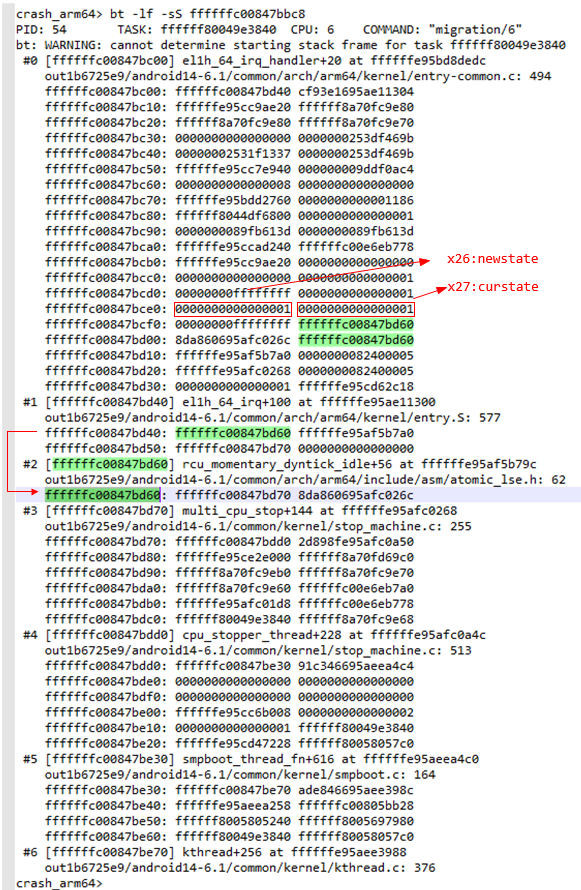 crash_arm64> bt -lf -sS ffffffc00847bbc8
PID: 54 TASK: ffffff80049e3840 CPU: 6 COMMAND: "migration/6"
bt: WARNING: cannot determine starting stack frame for task ffffff80049e3840
#0 [ffffffc00847bc00] el1h_64_irq_handler+20 at ffffffe95bd8dedc
out1b6725e9/android14-6.1/common/arch/arm64/kernel/entry-common.c: 494
ffffffc00847bc00: ffffffc00847bd40 cf93e1695ae11304
ffffffc00847bc10: ffffffe95cc9ae20 ffffff8a70fc9e80
ffffffc00847bc20: ffffff8a70fc9e80 ffffff8a70fc9e70
ffffffc00847bc30: 0000000000000000 0000000253df469b
ffffffc00847bc40: 00000002531f1337 0000000253df469b
ffffffc00847bc50: ffffffe95cc7e940 000000009ddf0ac4
ffffffc00847bc60: 0000000000000008 0000000000000000
ffffffc00847bc70: ffffffe95bdd2760 0000000000001186
ffffffc00847bc80: ffffff8044df6800 0000000000000001
ffffffc00847bc90: 0000000089fb613d 0000000089fb613d
ffffffc00847bca0: ffffffe95ccad240 ffffffc00e6eb778
ffffffc00847bcb0: ffffffe95cc9ae20 0000000000000000
x26:newstate
ffffffc00847bcc0: 0000000000000000 0000000000000001
ffffffc00847bcd0: 00000000ffffffff 0000000000000001
x27:curstate
ffffffc00847bce0: 0000000000000001 0000000000000001
ffffffc00847bcf0: 00000000ffffffff ffffffc00847bd60
ffffffc00847bd00: 8da860695afc026c ffffffc00847bd60
ffffffc00847bd10: ffffffe95af5b7a0 0000000082400005
ffffffc00847bd20: ffffffe95afc0268 0000000082400005
ffffffc00847bd30: 0000000000000001 ffffffe95cd62c18
#1 [ffffffc00847bd40] el1h_64_irq+100 at ffffffe95ae11300
out1b6725e9/android14-6.1/common/arch/arm64/kernel/entry.S: 577
ffffffc00847bd40: ffffffc00847bd60 ffffffe95af5b7a0
ffffffc00847bd50: ffffffc00847bd70 0000000000000000
#2 [ffffffc00847bd60] rcu_momentary_dyntick_idle+56 at ffffffe95af5b79c
out1b6725e9/android14-6.1/common/arch/arm64/include/asm/atomic_lse.h: 62
ffffffc00847bd60: ffffffc00847bd70 8da860695afc026c
#3 [ffffffc00847bd70] multi_cpu_stop+144 at ffffffe95afc0268
out1b6725e9/android14-6.1/common/kernel/stop_machine.c: 255
ffffffc00847bd70: ffffffc00847bdd0 2d898fe95afc0a50
ffffffc00847bd80: ffffffe95ce2e000 ffffff8a70fd69c0
ffffffc00847bd90: ffffff8a70fc9eb0 ffffff8a70fc9e70
ffffffc00847bda0: ffffff8a70fc9e60 ffffffc00e6eb7a0
ffffffc00847bdb0: ffffffe95afc01d8 ffffffc00e6eb778
ffffffc00847bdc0: ffffff80049e3840 ffffff8a70fc9e68
#4 [ffffffc00847bdd0] cpu_stopper_thread+228 at ffffffe95afc0a4c
out1b6725e9/android14-6.1/common/kernel/stop_machine.c: 513
ffffffc00847bdd0: ffffffc00847be30 91c346695aeea4c4
ffffffc00847bde0: 0000000000000000 0000000000000000
ffffffc00847bdf0: 0000000000000000 0000000000000000
ffffffc00847be00: ffffffe95cc6b008 0000000000000002
ffffffc00847be10: 0000000000000001 ffffff80049e3840
ffffffc00847be20: ffffffe95cd47228 ffffff80058057c0
#5 [ffffffc00847be30] smpboot_thread_fn+616 at ffffffe95aeea4c0
out1b6725e9/android14-6.1/common/kernel/smpboot.c: 164
ffffffc00847be30: ffffffc00847be70 ade846695aee398c
ffffffc00847be40: ffffffe95aeea258 ffffffc00805bb28
ffffffc00847be50: ffffff8005805240 ffffff8005697980
ffffffc00847be60: ffffff80049e3840 ffffff80058057c0
#6 [ffffffc00847be70] kthread+256 at ffffffe95aee3988
out1b6725e9/android14-6.1/common/kernel/kthread.c: 376
crash_arm64>